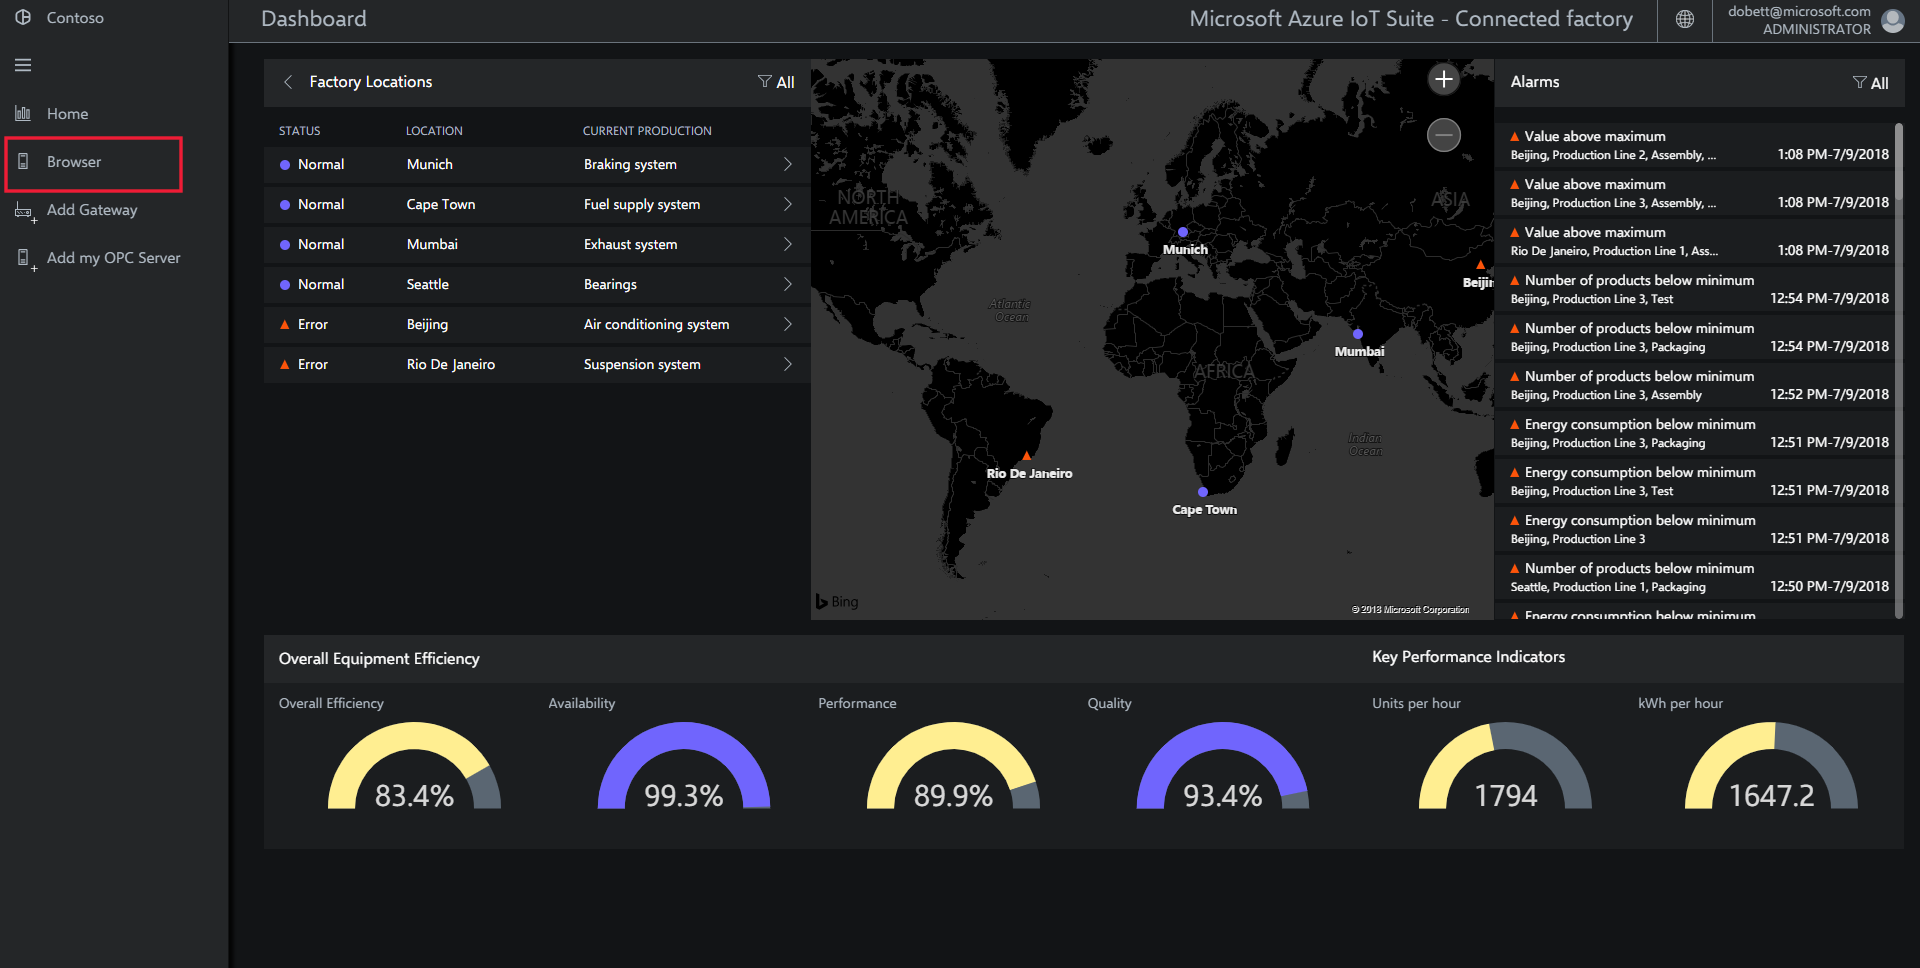 Contoso
Dashboard
Microsoft Azure IoT Suite - Connected factory
dobett@microsoft.com
ADMINISTRATOR
Home
Browser
Add Gateway
Add my OPC Server
Factory Locations
All
STATUS LOCATION CURRENT PRODUCTION
Normal Munich Braking system
Normal Cape Town Fuel supply system
Normal Mumbai Exhaust system
Normal Seattle Bearings
Error Beijing Air conditioning system
Error Rio De Janeiro Suspension system
NORTH
AMERICA
ASIA
Munich
Beijin
Atlantic
Ocean
Mumbai
AFRICA
Indian
Ocean
Rio De Janeiro
Cape Town
Bing
© 2018 Microsoft Corporation
Alarms
All
Value above maximum
Beijing, Production Line 2, Assembly, ... 1:08 PM-7/9/2018
Value above maximum
Beijing, Production Line 3, Assembly, ... 1:08 PM-7/9/2018
Value above maximum
Rio De Janeiro, Production Line 1, Ass... 1:08 PM-7/9/2018
Number of products below minimum
Beijing, Production Line 3, Test 12:54 PM-7/9/2018
Number of products below minimum
Beijing, Production Line 3, Packaging 12:54 PM-7/9/2018
Number of products below minimum
Beijing, Production Line 3, Assembly 12:52 PM-7/9/2018
Energy consumption below minimum
Beijing, Production Line 3, Packaging 12:51 PM-7/9/2018
Energy consumption below minimum
Beijing, Production Line 3, Test 12:51 PM-7/9/2018
Energy consumption below minimum
Beijing, Production Line 3 12:51 PM-7/9/2018
Number of products below minimum
Seattle, Production Line 1, Packaging 12:50 PM-7/9/2018
Energy consumption below minimum
Overall Equipment Efficiency
Key Performance Indicators
Overall Efficiency Availability Performance Quality Units per hour kWh per hour
83.4% 99.3% 89.9% 93.4% 1794 1647.2